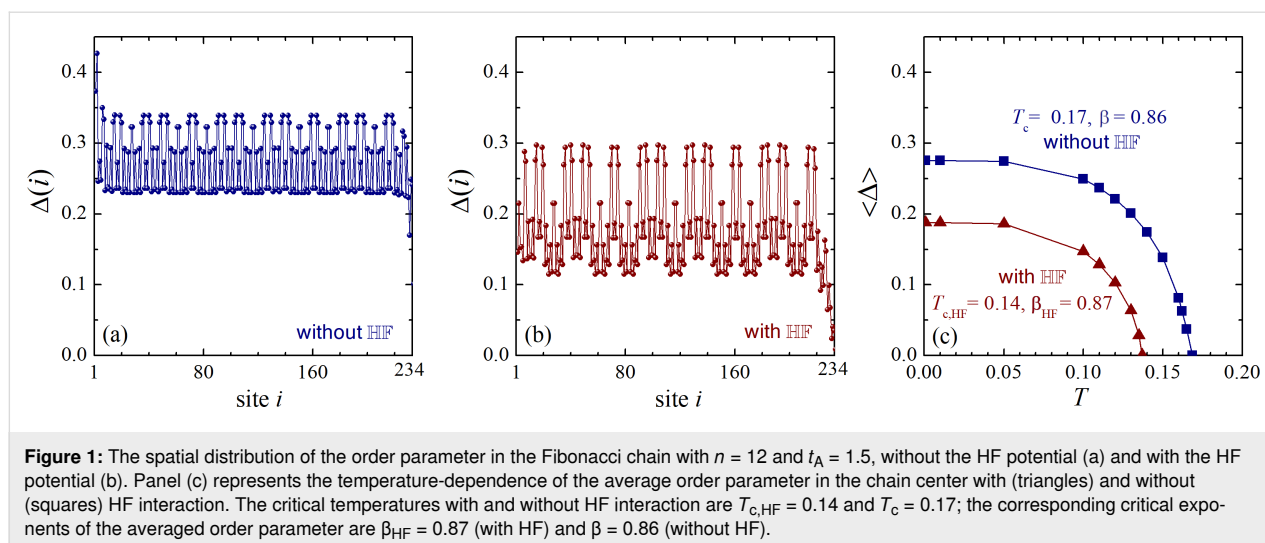 0.4
0.3
0.2
0.1
0.0
Δ(i)
(a)
without HF
1
80
160
234
site i
0.4
0.3
0.2
0.1
0.0
Δ(i)
(b)
with HF
1
80
160
234
site i
0.4
0.3
0.2
0.1
0.0
<Δ>
T_c = 0.17, β = 0.86
without HF
with HF
T_c,HF = 0.14, β_HF = 0.87
(c)
0.00
0.05
0.10
0.15
0.20
T
Figure 1: The spatial distribution of the order parameter in the Fibonacci chain with n = 12 and t_A = 1.5, without the HF potential (a) and with the HF
potential (b). Panel (c) represents the temperature-dependence of the average order parameter in the chain center with (triangles) and without
(squares) HF interaction. The critical temperatures with and without HF interaction are T_c,HF = 0.14 and T_c = 0.17; the corresponding critical expo-
nents of the averaged order parameter are β_HF = 0.87 (with HF) and β = 0.86 (without HF).